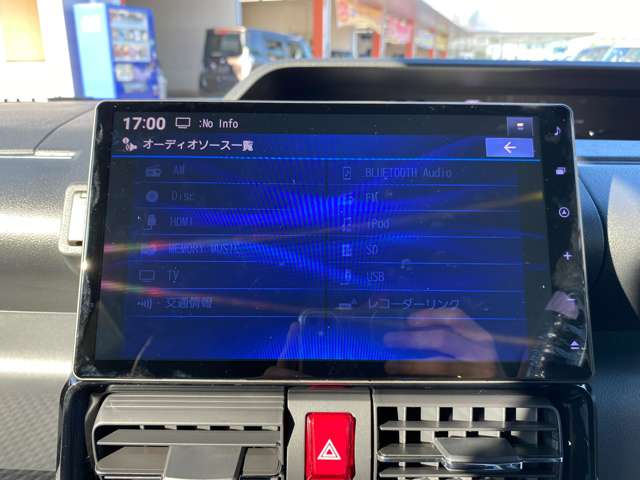 17:00 :No Info
オーディオソース一覧
AM
BLUETOOTH Audio
Disc
FM
HDMI
iPod
MEMORY MUSIC
SD
TV
USB
交通情報
レコーダーリンク